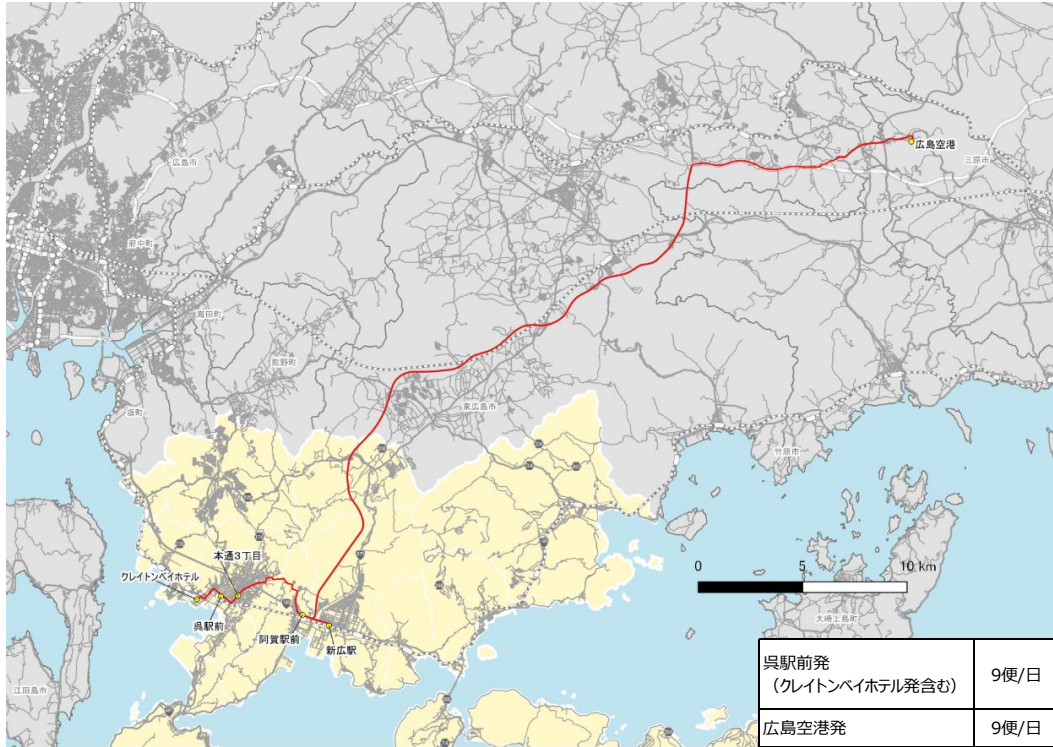 広島市
広島空港
三原市
府中町
海田町
熊野町
坂町
東広島市
竹原市
本通3丁目
クレイトンベイホテル
呉駅前
阿賀駅前
新広駅
0
5
10 km
大崎上島町
江田島市
呉駅前発
(クレイトンベイホテル発含む)
9便/日
広島空港発
9便/日